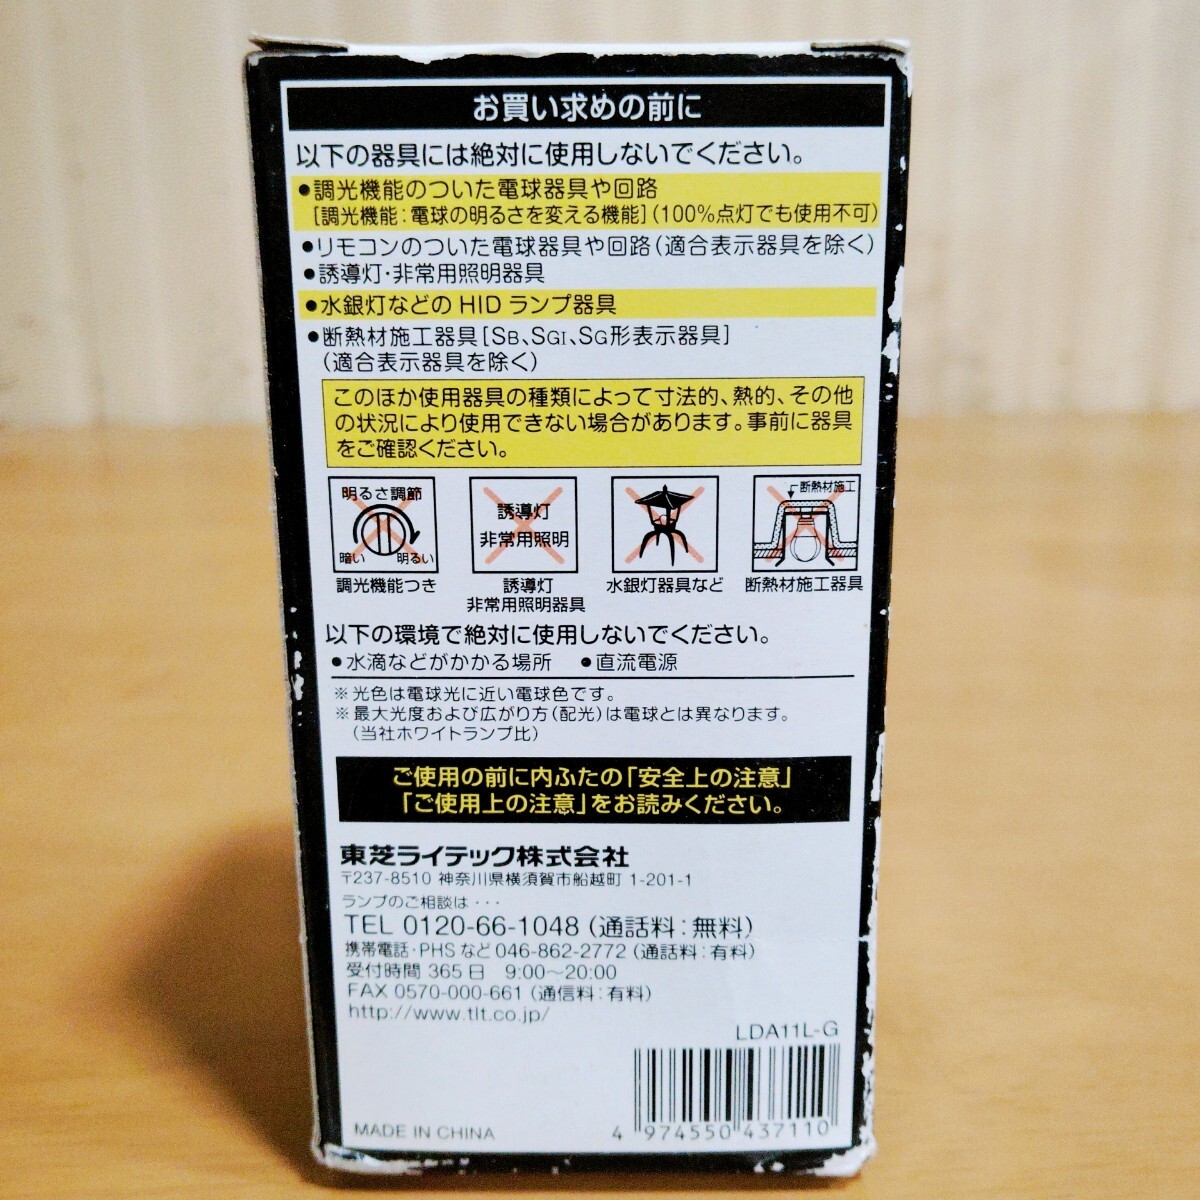 お買い求めの前に
以下の器具には絶対に使用しないでください。
●調光機能のついた電球器具や回路
[調光機能:電球の明るさを変える機能](100%点灯でも使用不可)
●リモコンのついた電球器具や回路(適合表示器具を除く)
●誘導灯・非常用照明器具
●水銀灯などのHIDランプ器具
●断熱材施工器具[SB、SGI、SG形表示器具]
(適合表示器具を除く)
このほか使用器具の種類によって寸法的、熱的、その他
の状況により使用できない場合があります。事前に器具
をご確認ください。
明るさ調節
暗い 明るい
調光機能つき
誘導灯
非常用照明
誘導灯
非常用照明器具
水銀灯器具など
断熱材施工
断熱材施工器具
以下の環境で絶対に使用しないでください。
●水滴などがかかる場所 ●直流電源
※光色は電球光に近い電球色です。
※最大光度および広がり方(配光)は電球とは異なります。
(当社ホワイトランプ比)
ご使用の前に内ふたの「安全上の注意」
「ご使用上の注意」をお読みください。
東芝ライテック株式会社
〒237-8510 神奈川県横須賀市船越町 1-201-1
ランプのご相談は・・・
TEL 0120-66-1048(通話料:無料)
携帯電話・PHSなど 046-862-2772(通話料:有料)
受付時間 365日 9:00～20:00
FAX 0570-000-661(通信料:有料)
http://www.tlt.co.jp/
LDA11L-G
4 974550 437110
MADE IN CHINA